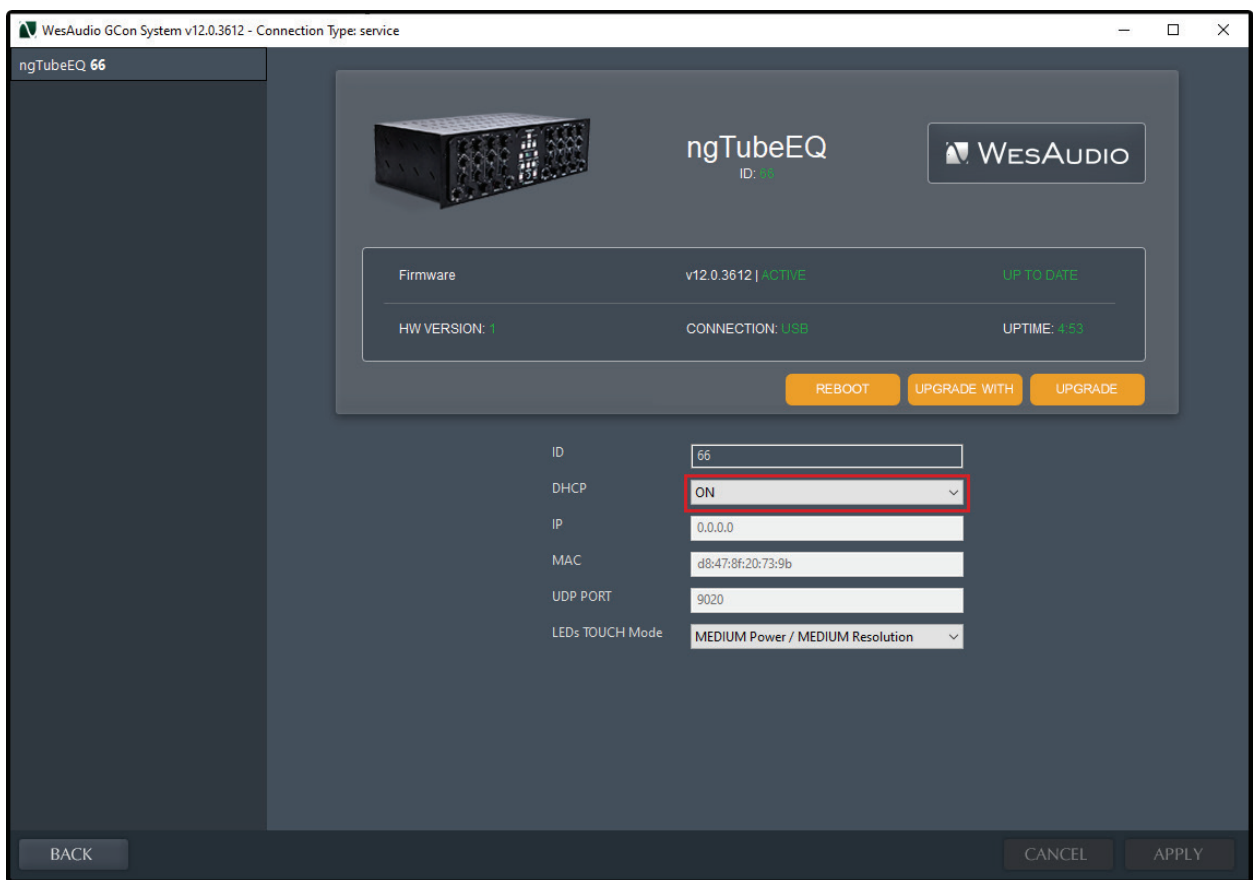 WesAudio GCon System v12.0.3612 - Connection Type: service
ngTubeEQ 66
ngTubeEQ
ID: 66
WESAUDIO
Firmware v12.0.3612 | ACTIVE UP TO DATE
HW VERSION: 1 CONNECTION: USB UPTIME: 4:53
REBOOT UPGRADE WITH UPGRADE
ID 66
DHCP ON
IP 0.0.0.0
MAC d8:47:8f:20:73:9b
UDP PORT 9020
LEDs TOUCH Mode MEDIUM Power / MEDIUM Resolution
BACK CANCEL APPLY